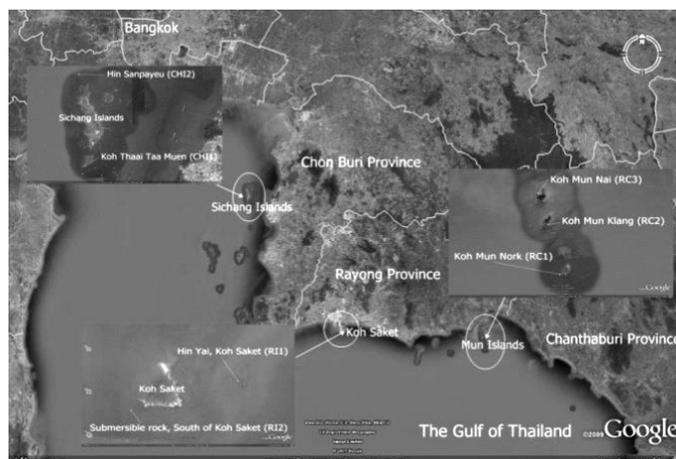 Bangkok
Hin Sanpayeu (CHI2)
Sichang Islands
Koh Thaai Taa Muen (CHI1)
Chon Buri Province
Sichang Islands
Koh Mun Nai (RC3)
Koh Mun Klang (RC2)
Koh Mun Nork (RC1)
Google
Rayong Province
Koh Saket
Mun Islands
Chanthaburi Province
Hin Yai, Koh Saket (RI1)
Koh Saket
Submersible rock, South of Koh Saket (RI2)
Google
The Gulf of Thailand
©2009 Google